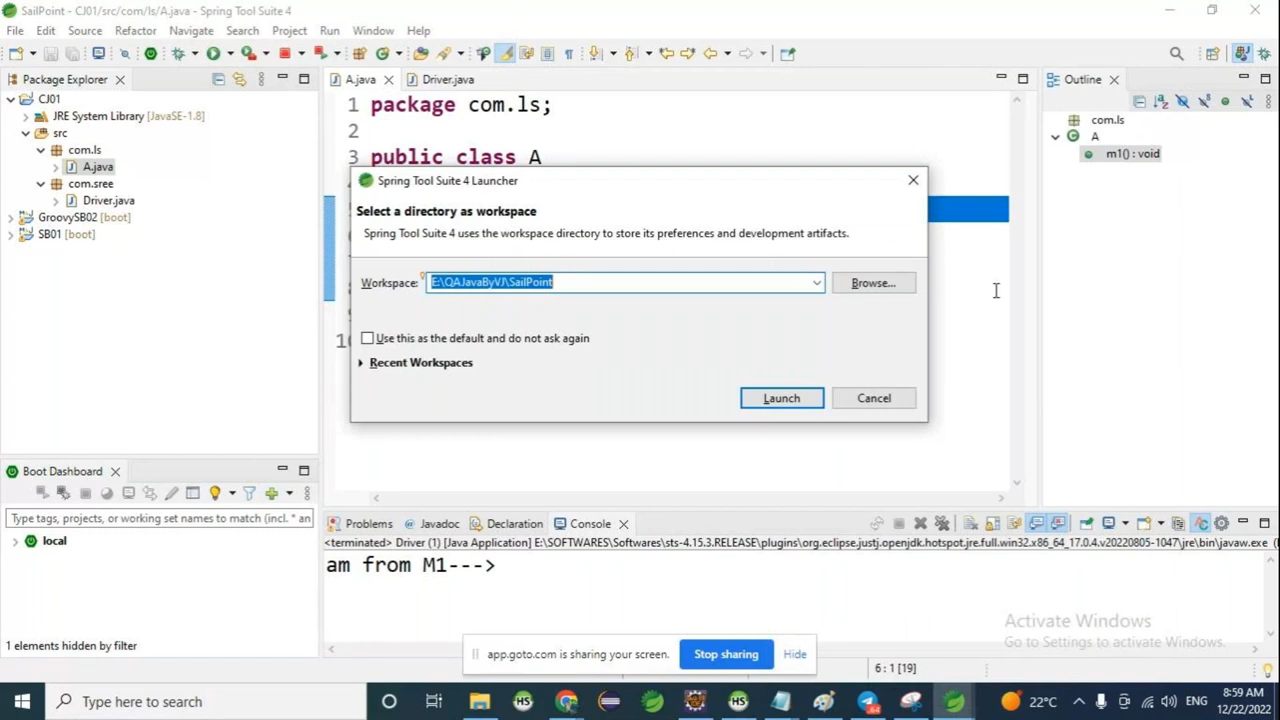 SailPoint - CJ01/src/com/ls/A.java - Spring Tool Suite 4
File Edit Source Refactor Navigate Search Project Run Window Help
Package Explorer
CJ01
JRE System Library [JavaSE-1.8]
src
com.ls
A.java
com.sree
Driver.java
GroovySB02 [boot]
SB01 [boot]
A.java Driver.java
1 package com.ls;
2
3 public class A
10
Spring Tool Suite 4 Launcher
Select a directory as workspace
Spring Tool Suite 4 uses the workspace directory to store its preferences and development artifacts.
Workspace: E:\QAJavaByVJ\SailPoint Browse...
Use this as the default and do not ask again
Recent Workspaces
Launch Cancel
Outline
com.ls
A
m1() : void
Boot Dashboard
Type tags, projects, or working set names to match (incl. * an
local
1 elements hidden by filter
Problems Javadoc Declaration Console
<terminated> Driver (1) [Java Application] E:\SOFTWARES\Softwares\sts-4.15.3.RELEASE\plugins\org.eclipse.justj.openjdk.hotspot.jre.full.win32.x86_64_17.0.4.v20220805-1047\jre\bin\javaw.exe
am from M1--->
Activate Windows
Go to Settings to activate Windows.
app.goto.com is sharing your screen. Stop sharing Hide
6 : 1 [19]
Type here to search
22°C ENG
8:59 AM
12/22/2022